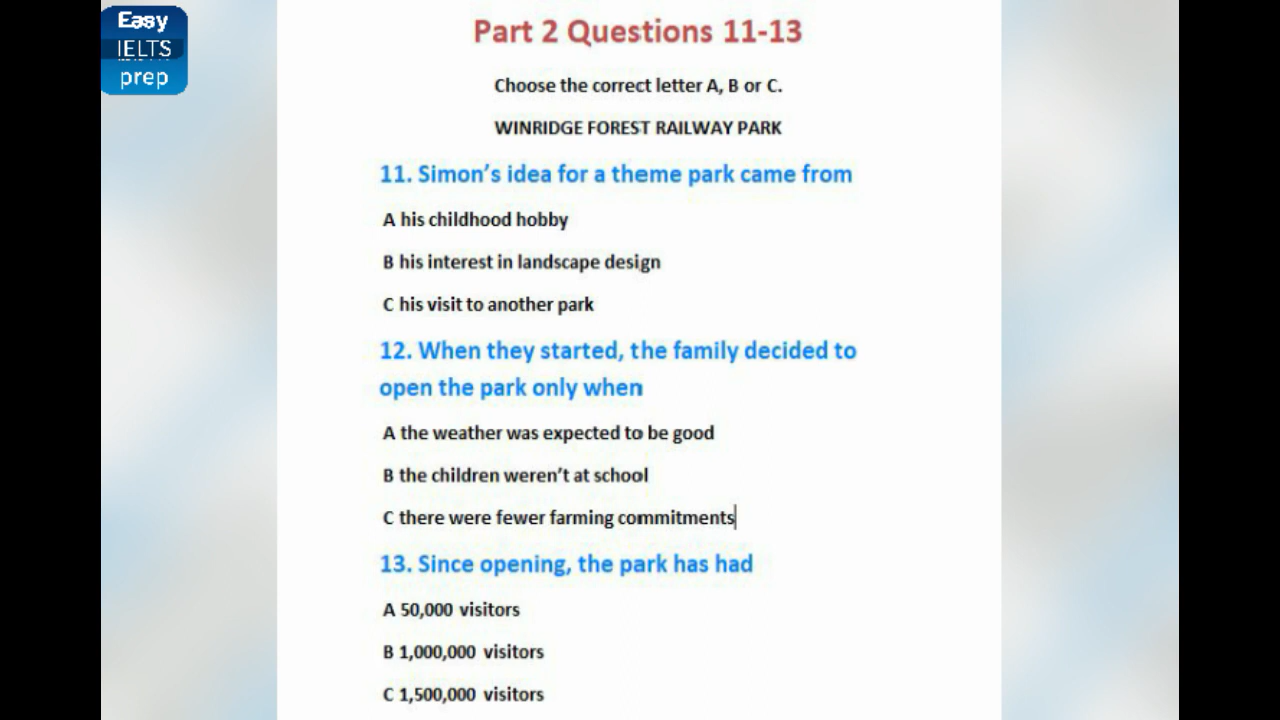 Easy
IELTS
prep
Part 2 Questions 11-13
Choose the correct letter A, B or C.
WINRIDGE FOREST RAILWAY PARK
11. Simon's idea for a theme park came from
A his childhood hobby
B his interest in landscape design
C his visit to another park
12. When they started, the family decided to
open the park only when
A the weather was expected to be good
B the children weren't at school
C there were fewer farming commitments
13. Since opening, the park has had
A 50,000 visitors
B 1,000,000 visitors
C 1,500,000 visitors